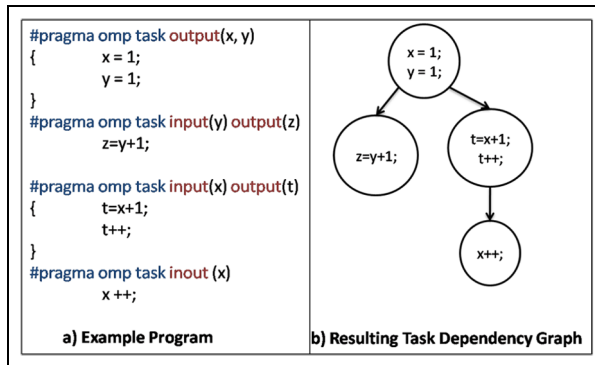 #pragma omp task output(x, y)
{ x = 1;
y = 1;
}
#pragma omp task input(y) output(z)
z=y+1;
#pragma omp task input(x) output(t)
{ t=x+1;
t++;
}
#pragma omp task inout (x)
x ++;
a) Example Program
x = 1;
y = 1;
z=y+1;
t=x+1;
t++;
x++;
b) Resulting Task Dependency Graph